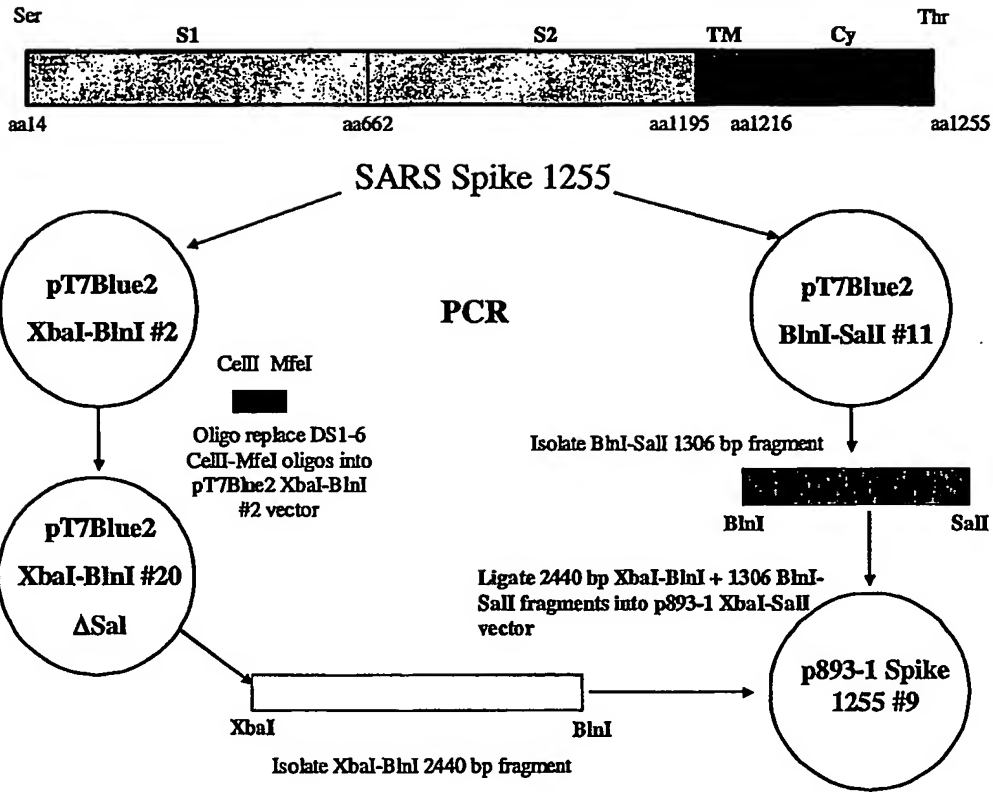 Ser
Thr
S1
S2
TM
Cy
aa14
aa662
aa1195
aa1216
aa1255
SARS Spike 1255
pT7Blue2
XbaI-BlnI #2
PCR
pT7Blue2
BlnI-SalI #11
CelII MfeI
Oligo replace DS1-6
CelII-MfeI oligos into
pT7Blue2 XbaI-BlnI
#2 vector
Isolate BlnI-SalI 1306 bp fragment
BlnI
SalI
pT7Blue2
XbaI-BlnI #20
ΔSal
Ligate 2440 bp XbaI-BlnI + 1306 BlnI-
SalI fragments into p893-1 XbaI-SalI
vector
p893-1 Spike
1255 #9
XbaI
BlnI
Isolate XbaI-BlnI 2440 bp fragment